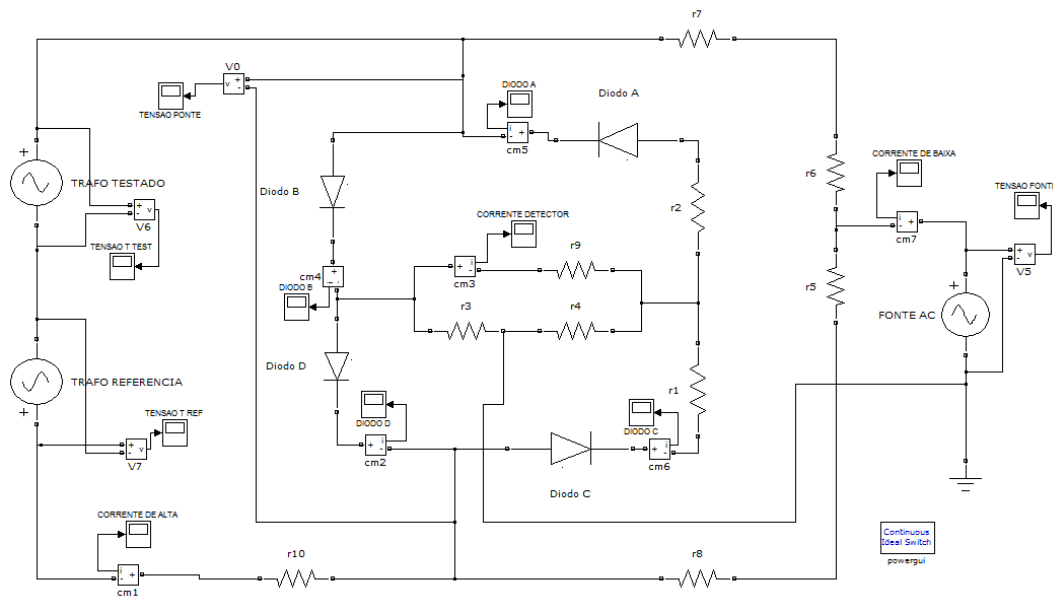 r7
V0
+
-
v
TENSAO PONTE
DIODO A
Diodo A
i
-
+
cm5
+
TRAFO TESTADO
+
-
v
V6
TENSAO T TEST
Diodo B
r2
r6
CORRENTE DE BAIXA
i
-
+
cm7
TENSAO FONTE
+
-
v
V5
CORRENTE DETECTOR
+
i
-
cm3
r9
cm4
+
DIODO B
r3
r4
r5
+
FONTE AC
TRAFO REFERENCIA
+
Diodo D
r1
TENSAO T REF
+
-
v
V7
DIODO D
+
i
-
cm2
DIODO C
+
i
-
cm6
Diodo C
CORRENTE DE ALTA
i
-
+
cm1
r10
r8
Continuous
Ideal Switch
powergui